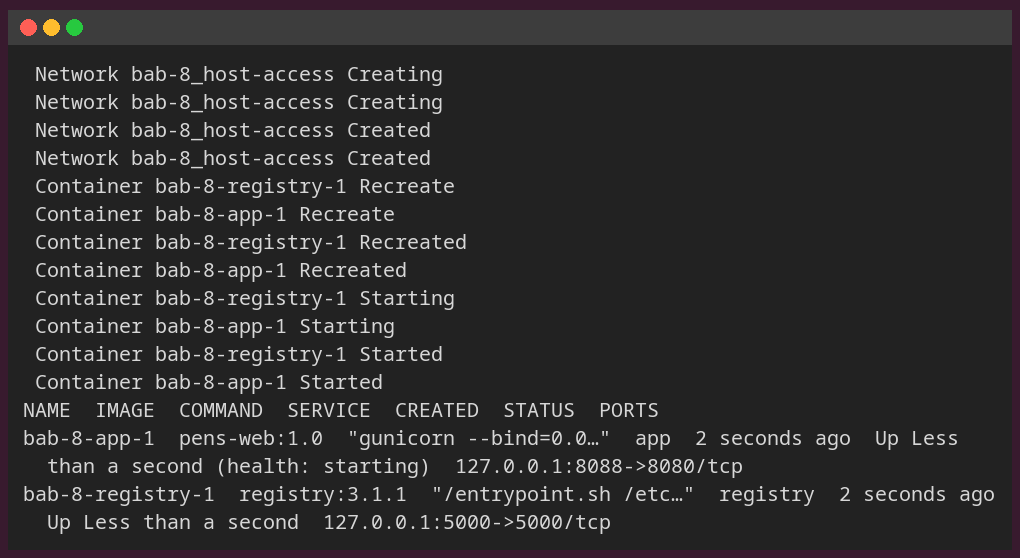 Network bab-8_host-access Creating
Network bab-8_host-access Creating
Network bab-8_host-access Created
Network bab-8_host-access Created
Container bab-8-registry-1 Recreate
Container bab-8-app-1 Recreate
Container bab-8-registry-1 Recreated
Container bab-8-app-1 Recreated
Container bab-8-registry-1 Starting
Container bab-8-app-1 Starting
Container bab-8-registry-1 Started
Container bab-8-app-1 Started
NAME  IMAGE  COMMAND  SERVICE  CREATED  STATUS  PORTS
bab-8-app-1  pens-web:1.0  "gunicorn --bind=0.0…"  app  2 seconds ago  Up Less
than a second (health: starting)  127.0.0.1:8088->8080/tcp
bab-8-registry-1  registry:3.1.1  "/entrypoint.sh /etc…"  registry  2 seconds ago
Up Less than a second  127.0.0.1:5000->5000/tcp